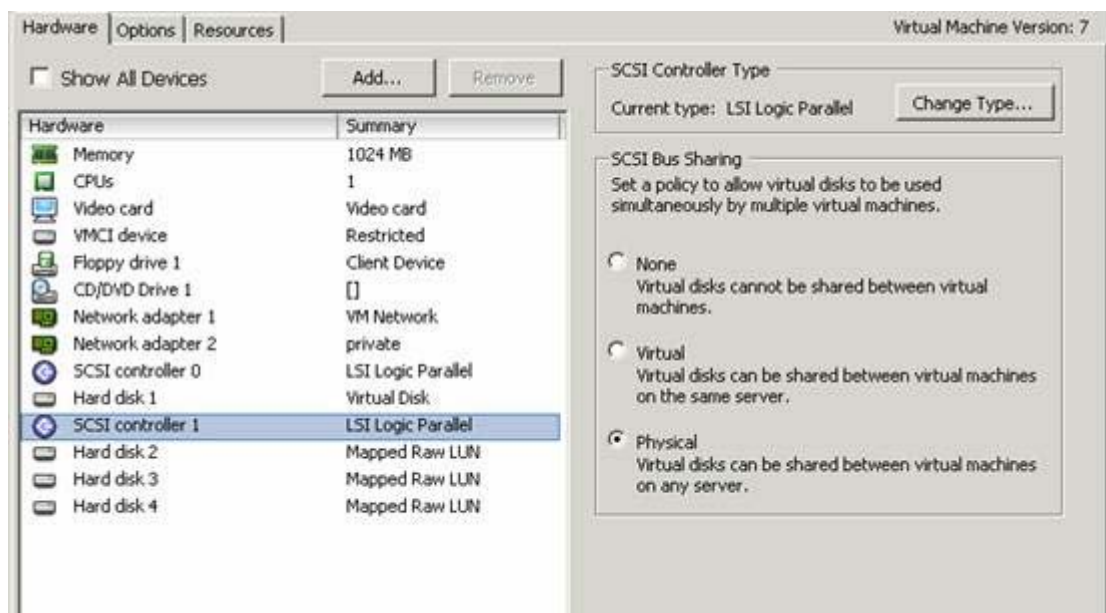 Hardware Options Resources Virtual Machine Version: 7
Show All Devices Add... Remove
Hardware Summary
Memory 1024 MB
CPUs 1
Video card Video card
VMCI device Restricted
Floppy drive 1 Client Device
CD/DVD Drive 1 []
Network adapter 1 VM Network
Network adapter 2 private
SCSI controller 0 LSI Logic Parallel
Hard disk 1 Virtual Disk
SCSI controller 1 LSI Logic Parallel
Hard disk 2 Mapped Raw LUN
Hard disk 3 Mapped Raw LUN
Hard disk 4 Mapped Raw LUN
SCSI Controller Type
Current type: LSI Logic Parallel Change Type...
SCSI Bus Sharing
Set a policy to allow virtual disks to be used
simultaneously by multiple virtual machines.
None
Virtual disks cannot be shared between virtual
machines.
Virtual
Virtual disks can be shared between virtual machines
on the same server.
Physical
Virtual disks can be shared between virtual machines
on any server.